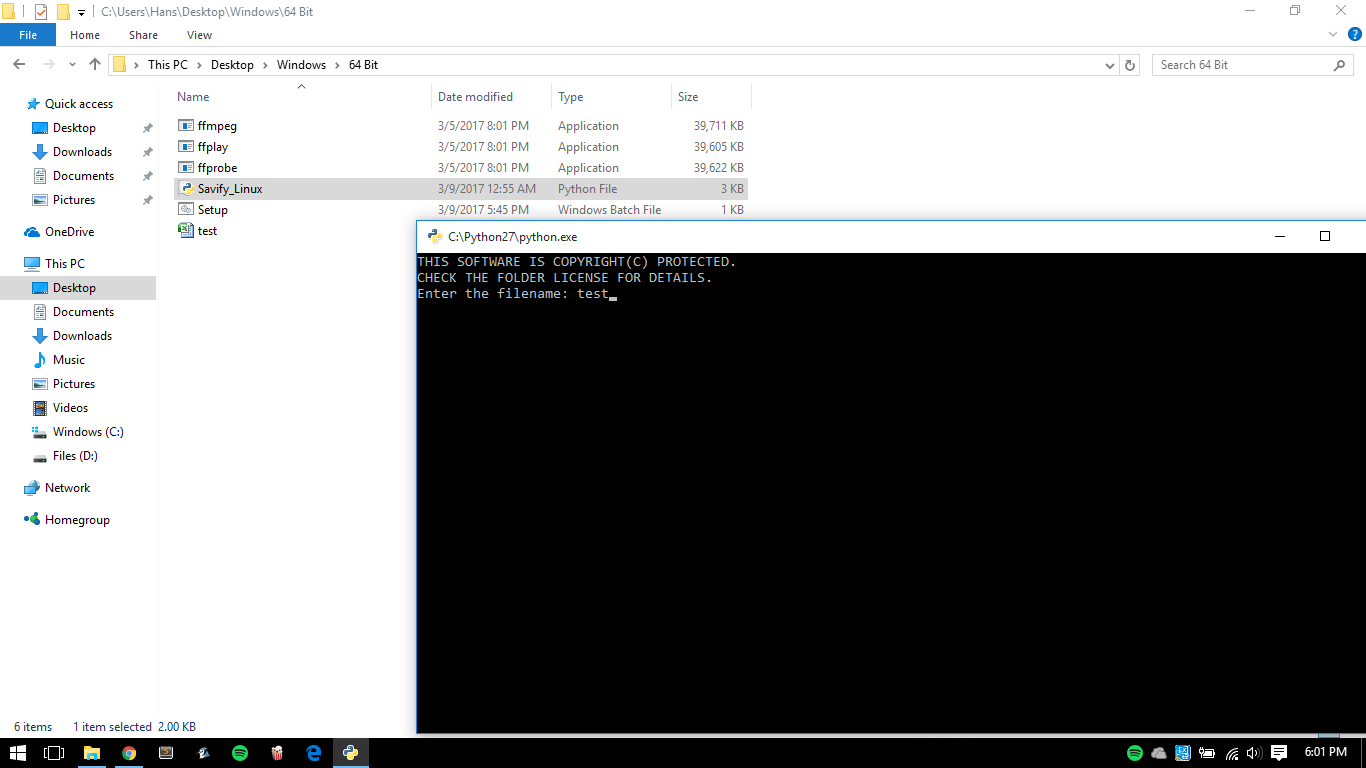 C:\Users\Hans\Desktop\Windows\64 Bit
File Home Share View
This PC Desktop Windows 64 Bit
Search 64 Bit
Name Date modified Type Size
ffmpeg 3/5/2017 8:01 PM Application 39,711 KB
ffplay 3/5/2017 8:01 PM Application 39,605 KB
ffprobe 3/5/2017 8:01 PM Application 39,622 KB
Savify_Linux 3/9/2017 12:55 AM Python File 3 KB
Setup 3/9/2017 5:45 PM Windows Batch File 1 KB
test
Quick access
Desktop
Downloads
Documents
Pictures
OneDrive
This PC
Desktop
Documents
Downloads
Music
Pictures
Videos
Windows (C:)
Files (D:)
Network
Homegroup
C:\Python27\python.exe
THIS SOFTWARE IS COPYRIGHT(C) PROTECTED.
CHECK THE FOLDER LICENSE FOR DETAILS.
Enter the filename: test
6 items 1 item selected 2.00 KB
6:01 PM